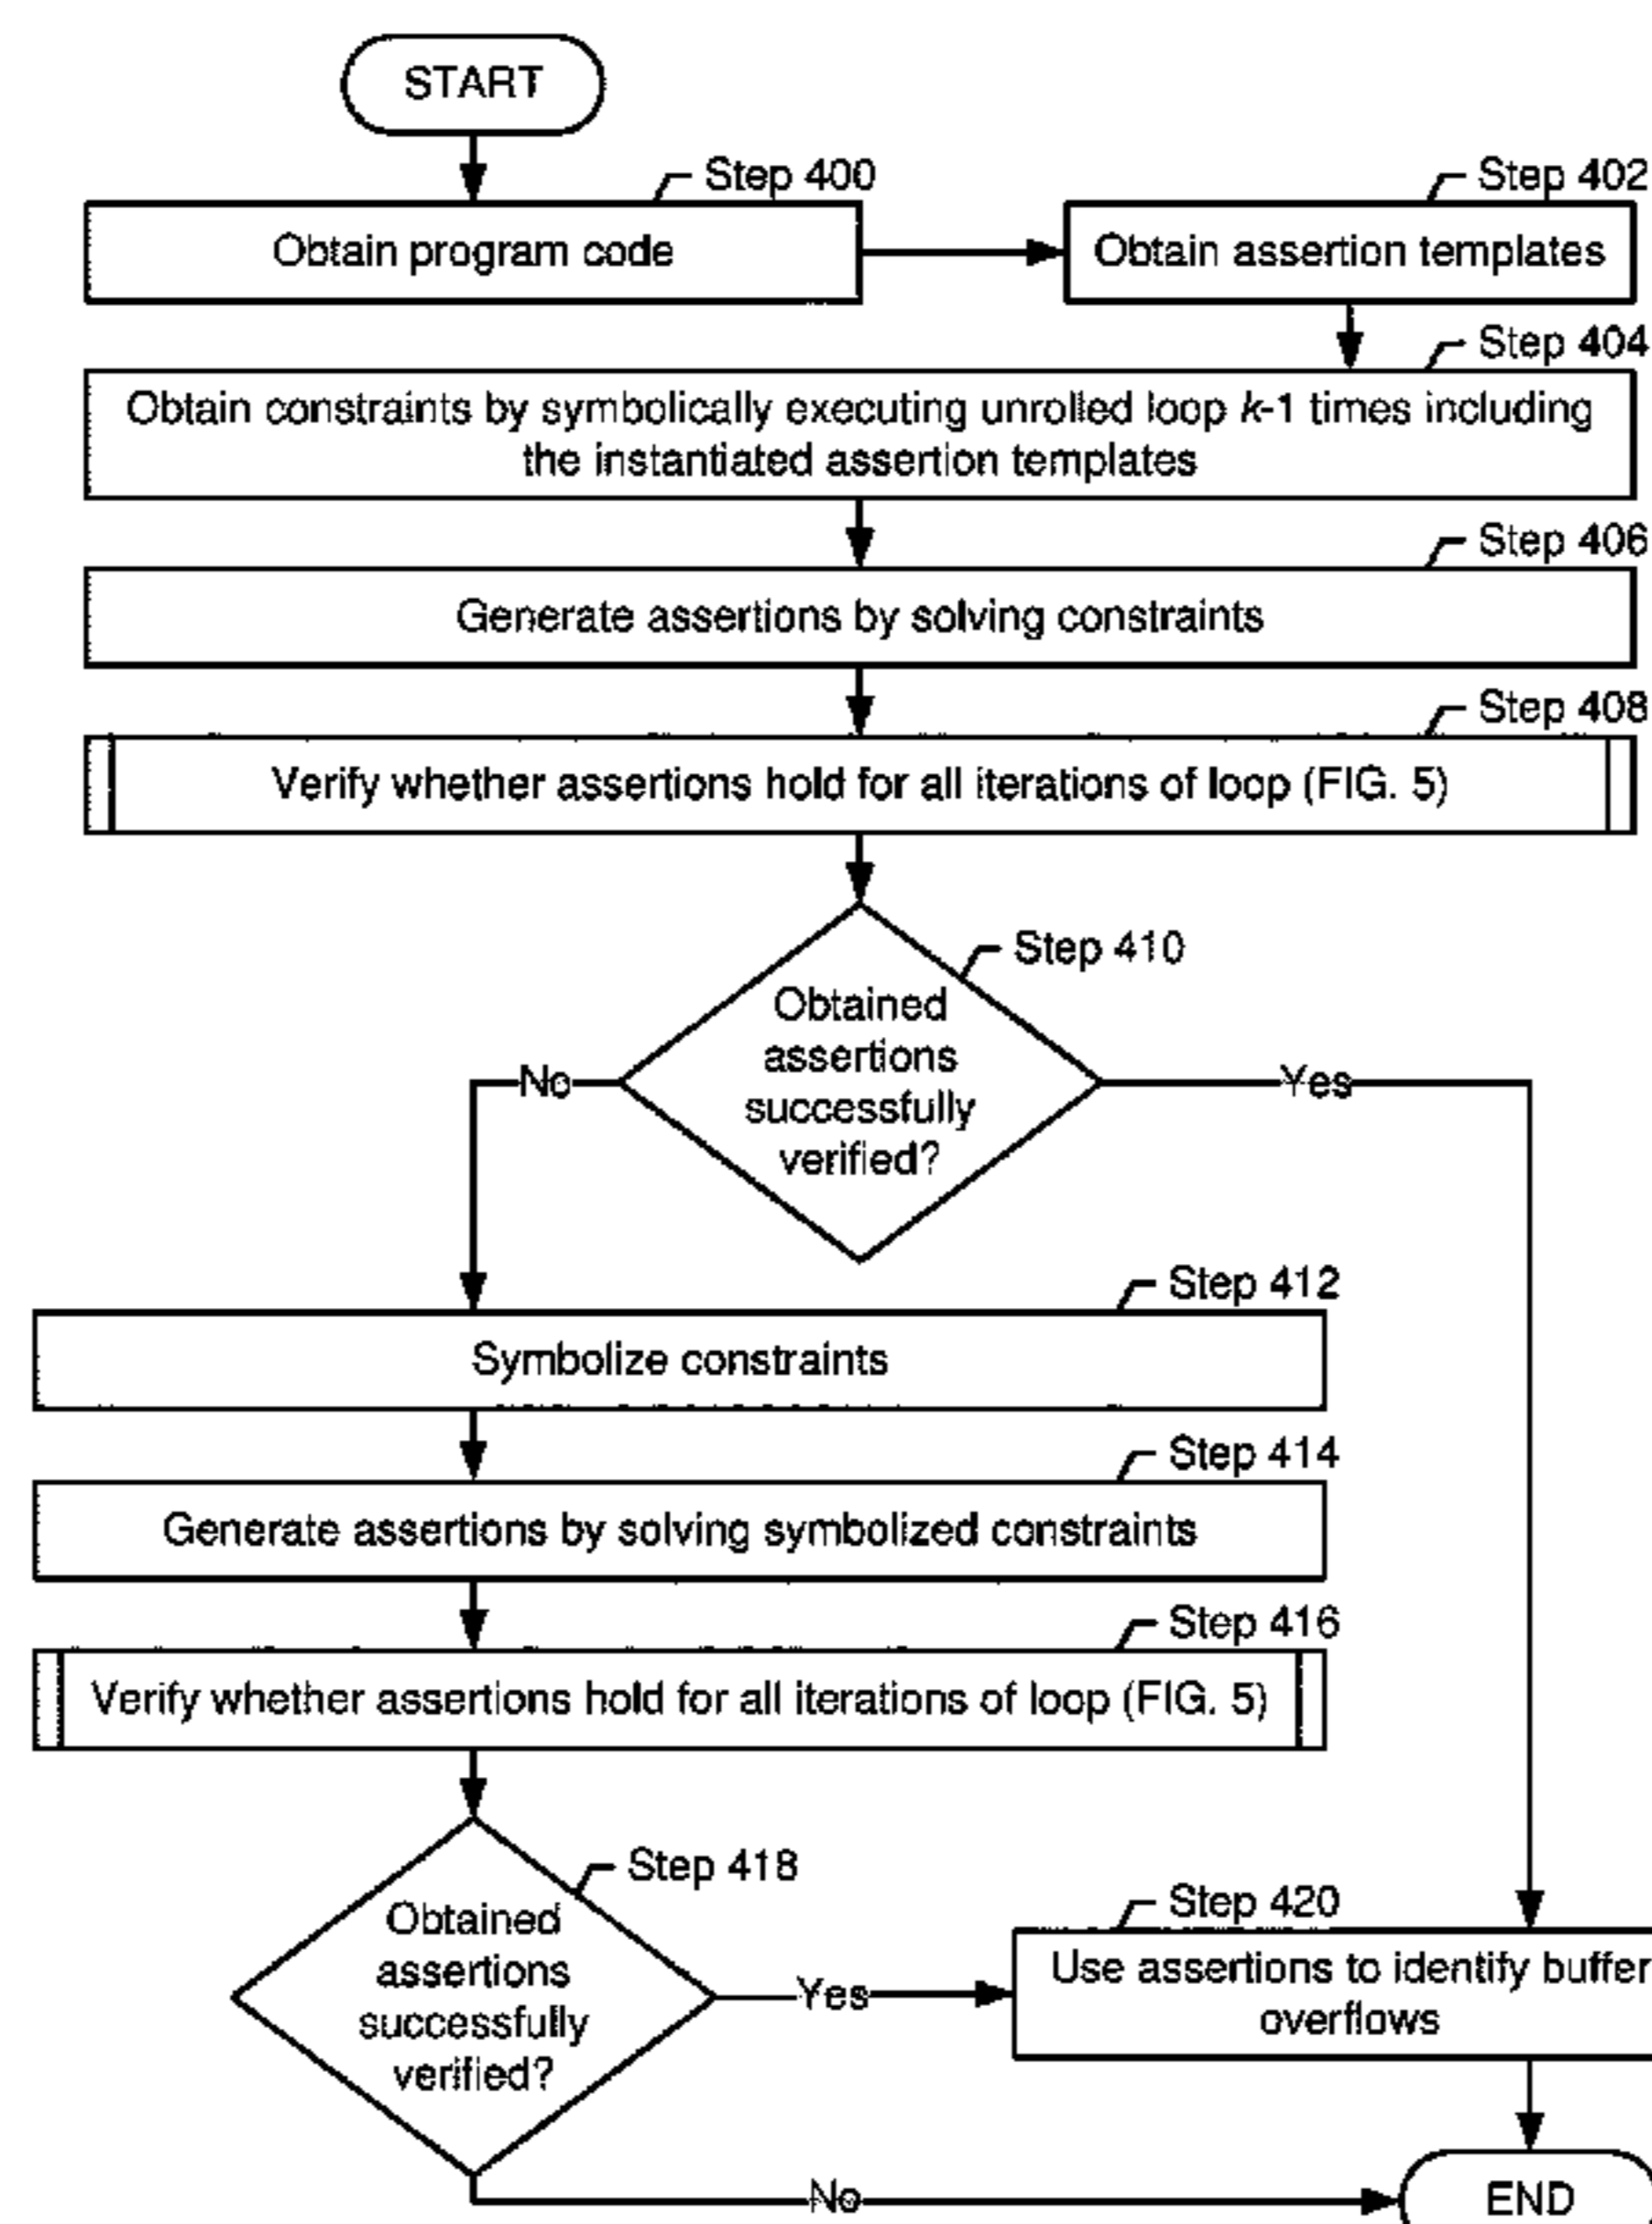 START
Step 400
Step 402
Obtain program code
Obtain assertion templates
Step 404
Obtain constraints by symbolically executing unrolled loop k-1 times including
the instantiated assertion templates
Step 406
Generate assertions by solving constraints
Step 408
Verify whether assertions hold for all iterations of loop (FIG. 5)
Step 410
Obtained
assertions
successfully
verified?
No
Yes
Step 412
Symbolize constraints
Step 414
Generate assertions by solving symbolized constraints
Step 416
Verify whether assertions hold for all iterations of loop (FIG. 5)
Step 418
Obtained
assertions
successfully
verified?
Yes
Step 420
Use assertions to identify buffer
overflows
No
END